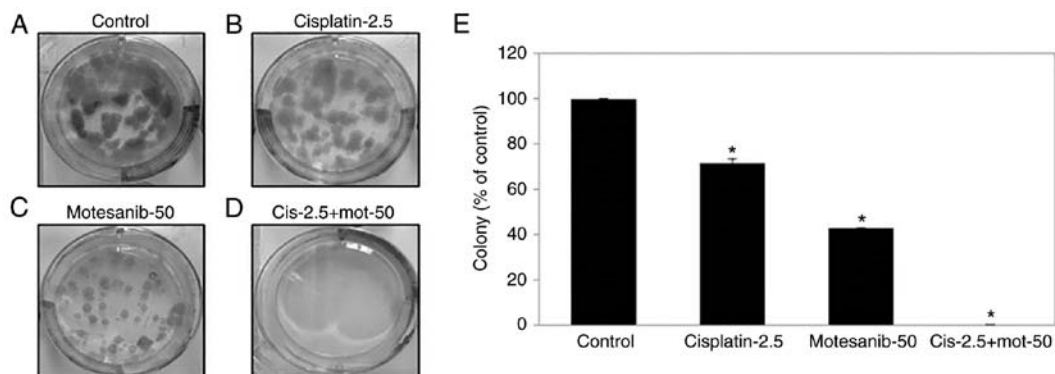 A
Control
B
Cisplatin-2.5
C
Motesanib-50
D
Cis-2.5+mot-50
E
Colony (% of control)
120
100
80
60
40
20
0
*
*
*
Control
Cisplatin-2.5
Motesanib-50
Cis-2.5+mot-50